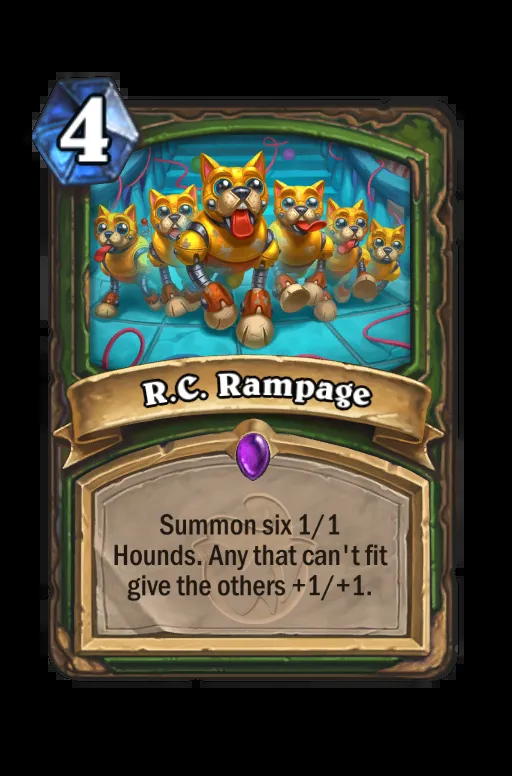 4
R.C. Rampage
Summon six 1/1
Hounds. Any that can't fit
give the others +1/+1.